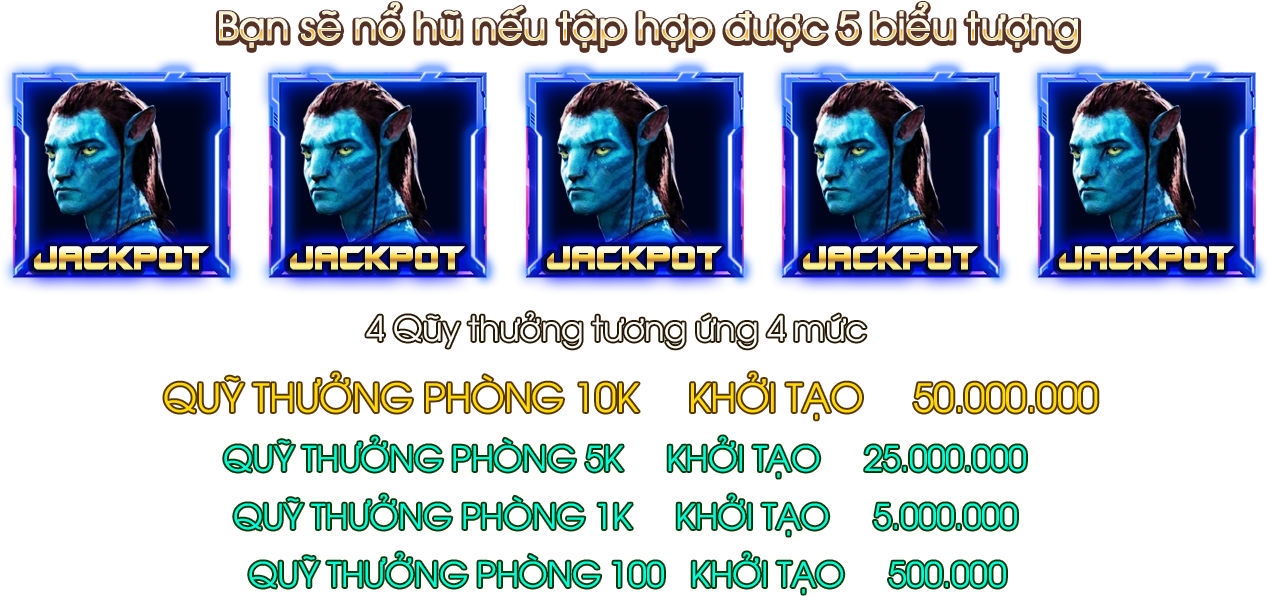 Bạn sẽ nổ hũ nếu tập hợp được 5 biểu tượng
JACKPOT JACKPOT JACKPOT JACKPOT JACKPOT
4 Qũy thưởng tương ứng 4 mức
QUỸ THƯỞNG PHÒNG 10K KHỞI TẠO 50.000.000
QUỸ THƯỞNG PHÒNG 5K KHỞI TẠO 25.000.000
QUỸ THƯỞNG PHÒNG 1K KHỞI TẠO 5.000.000
QUỸ THƯỞNG PHÒNG 100 KHỞI TẠO 500.000